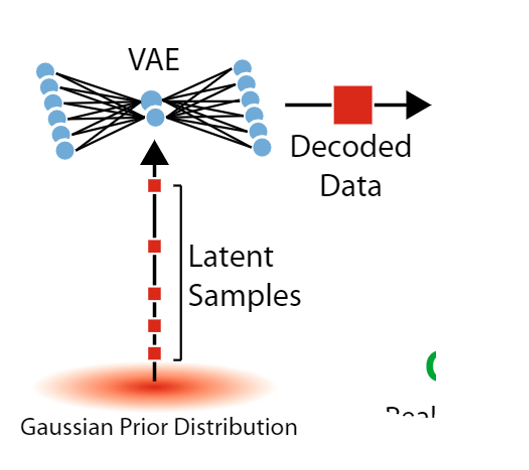 VAE
Decoded
Data
Latent
Samples
Gaussian Prior Distribution